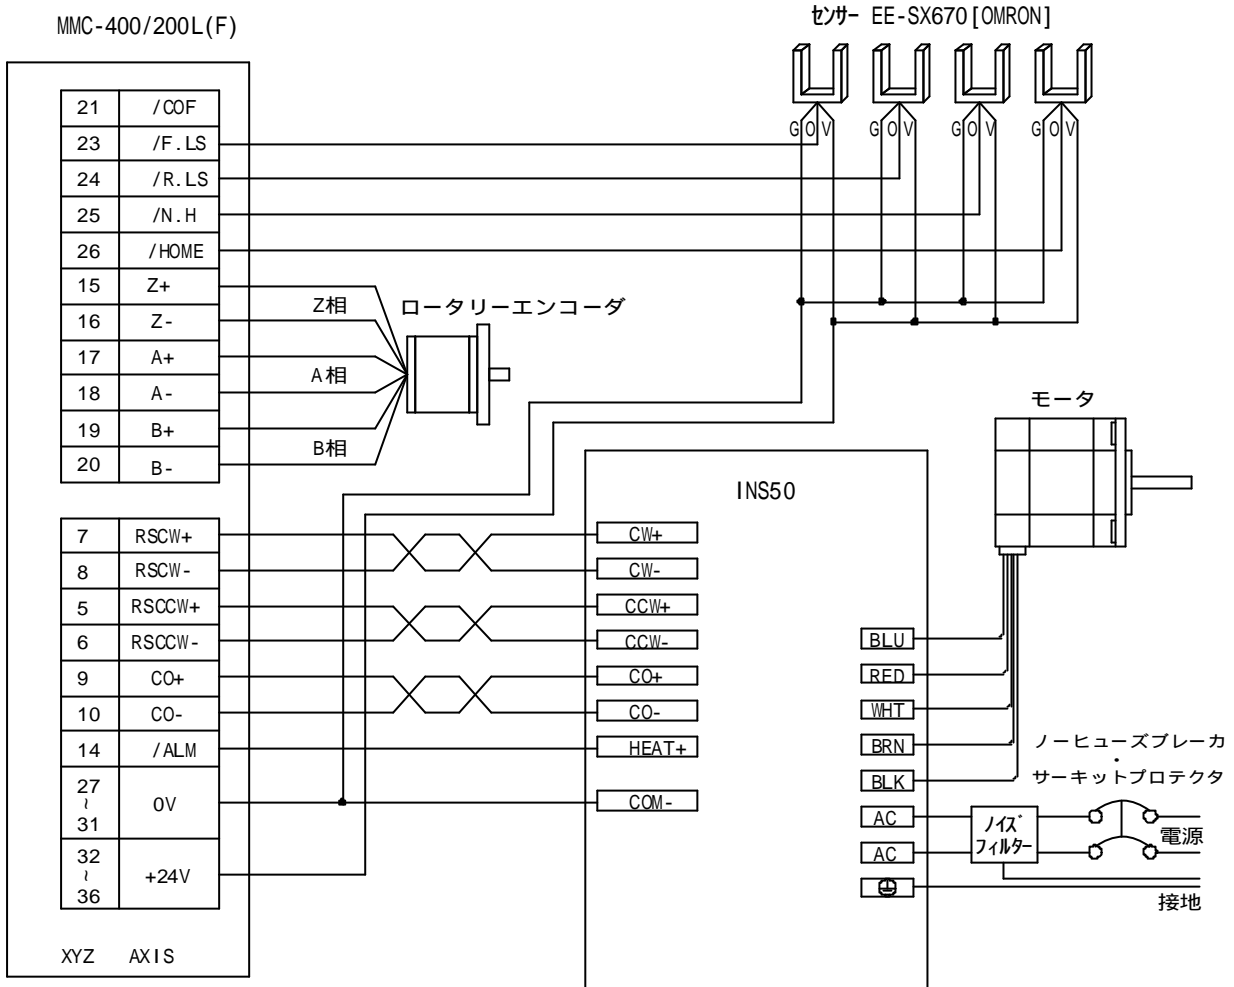 MMC-400/200L(F)
センサー EE-SX670[OMRON]
G O V G O V G O V G O V
21 /COF
23 /F.LS
24 /R.LS
25 /N.H
26 /HOME
15 Z+
16 Z-
17 A+
18 A-
19 B+
20 B-
Z相
A相
B相
ロータリーエンコーダ
モータ
7 RSCW+
8 RSCW-
5 RSCCW+
6 RSCCW-
9 CO+
10 CO-
14 /ALM
27~31 0V
32~36 +24V
XYZ AXIS
INS50
CW+
CW-
CCW+
CCW-
CO+
CO-
HEAT+
COM-
BLU
RED
WHT
BRN
BLK
AC
AC
ノーヒューズブレーカ
・
サーキットプロテクタ
ノイズ
フィルター
電源
接地